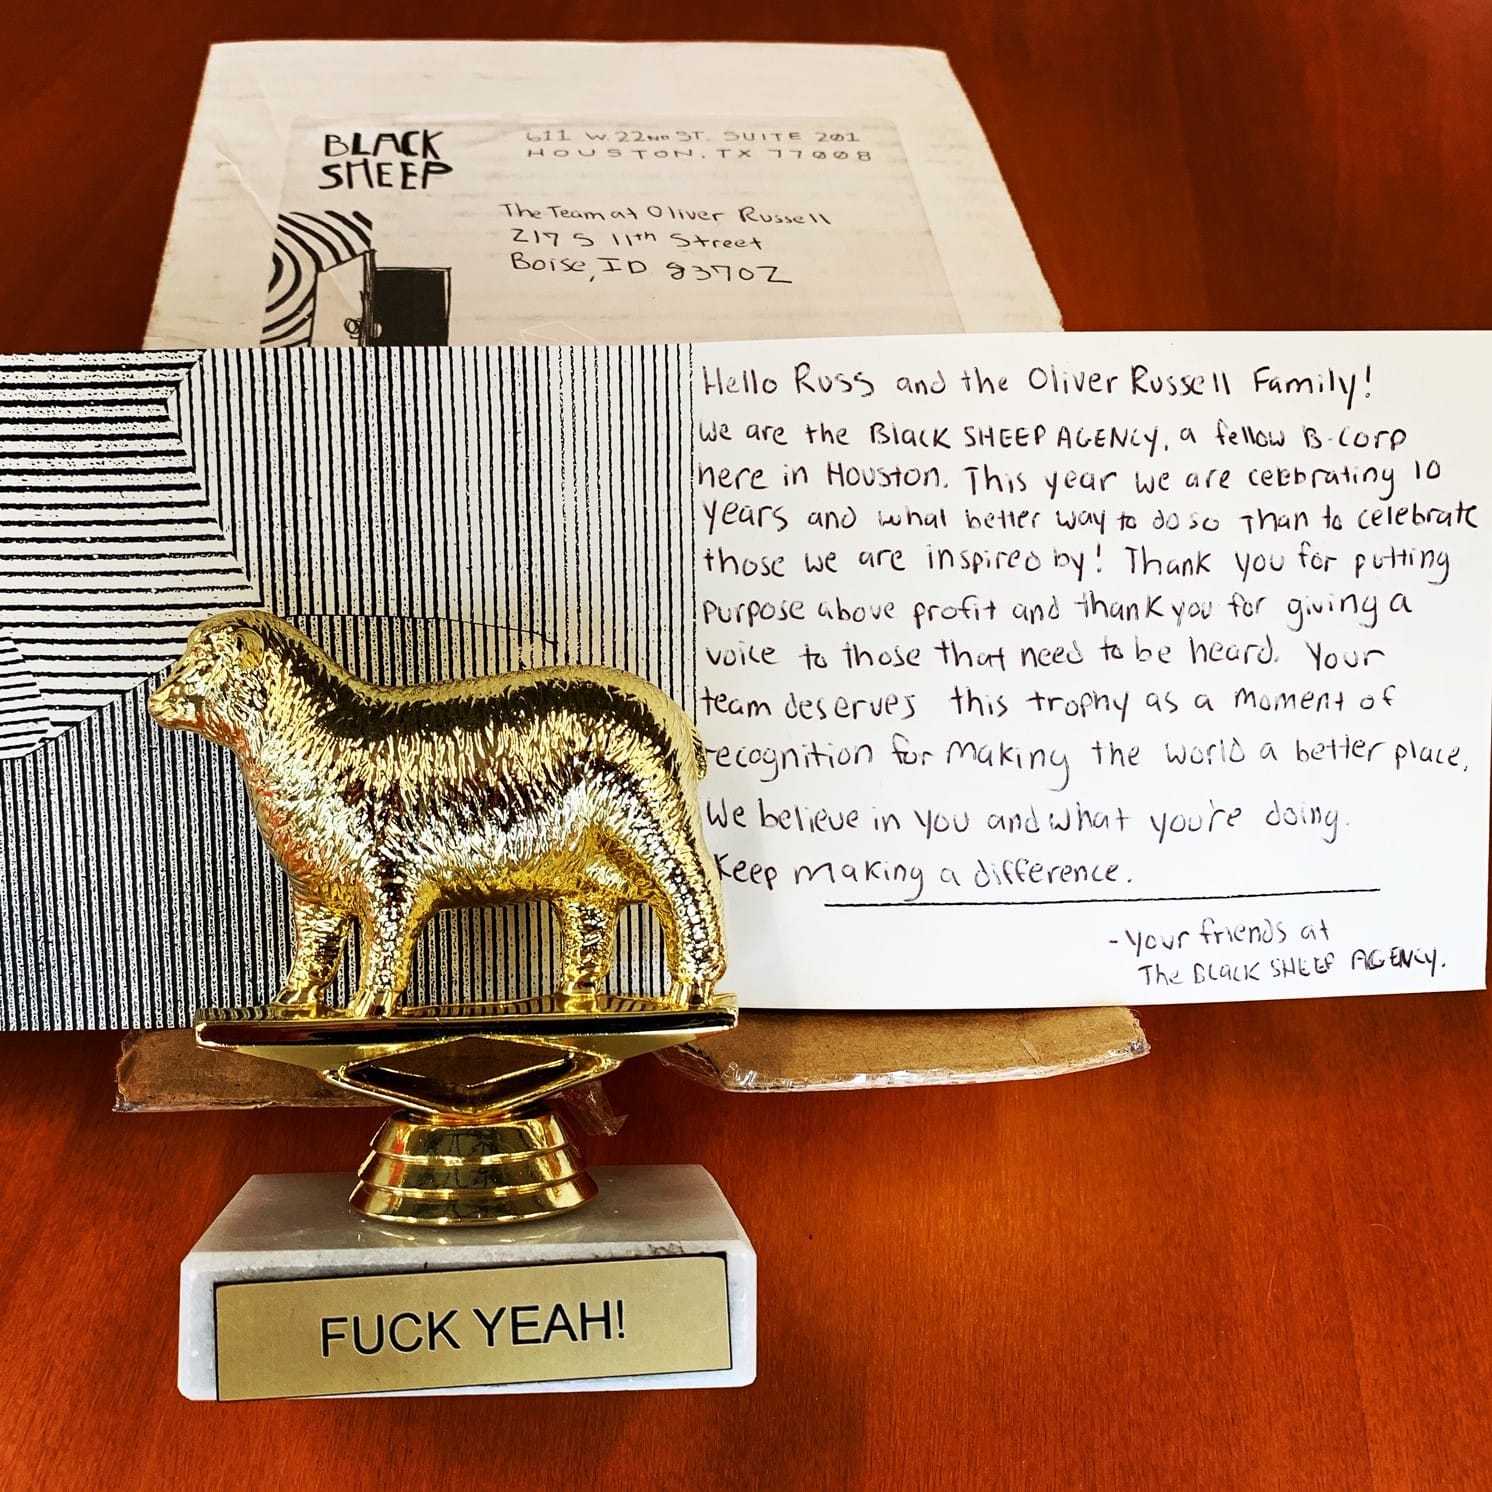 BLACK
SHEEP
611 W. 22ND ST. SUITE 201
HOUSTON, TX 77008
The Team at Oliver Russell
217 S 11th Street
Boise, ID 83702
Hello Russ and the Oliver Russell Family!
We are the Black SHEEP AGENCY, a fellow B-Corp
here in Houston. This year we are celebrating 10
years and what better way to do so than to celebrate
those we are inspired by! Thank you for putting
purpose above profit and thank you for giving a
voice to those that need to be heard. Your
team deserves this trophy as a moment of
recognition for making the world a better place.
We believe in you and what you're doing.
Keep making a difference.
- Your friends at
The BLACK SHEEP AGENCY.
FUCK YEAH!